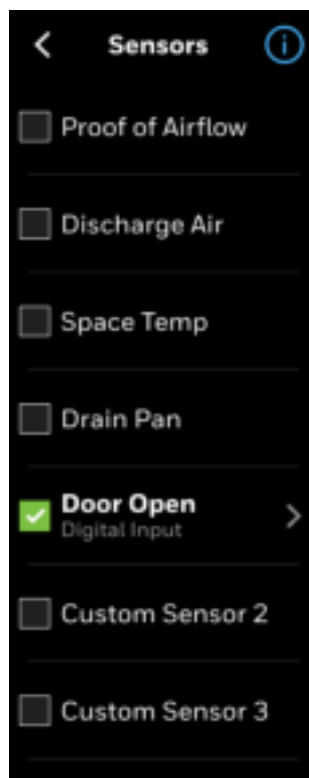 Sensors
Proof of Airflow
Discharge Air
Space Temp
Drain Pan
Door Open
Digital Input
Custom Sensor 2
Custom Sensor 3